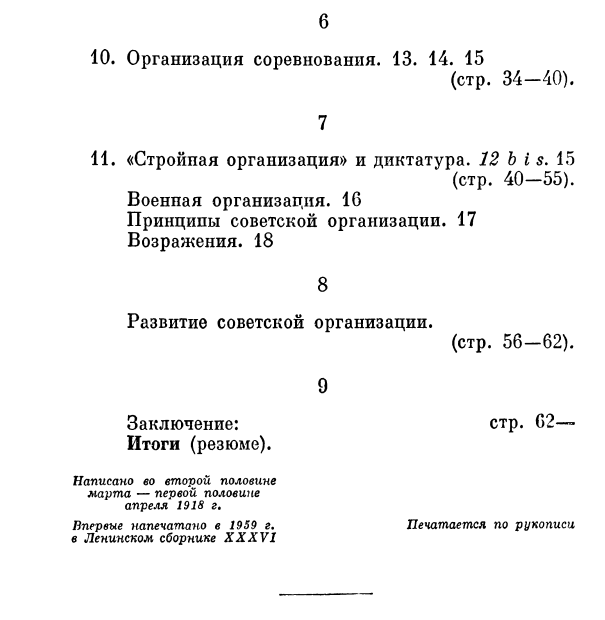 6
10. Организация соревнования. 13. 14. 15
(стр. 34—40).
7
11. «Стройная организация» и диктатура. 12 b i s. 15
(стр. 40—55).
Военная организация. 16
Принципы советской организации. 17
Возражения. 18
8
Развитие советской организации.
(стр. 56—62).
9
Заключение: стр. 62—
Итоги (резюме).
Написано во второй половине
марта — первой половине
апреля 1918 г.
Впервые напечатано в 1959 г.
в Ленинском сборнике XXXVI
Печатается по рукописи